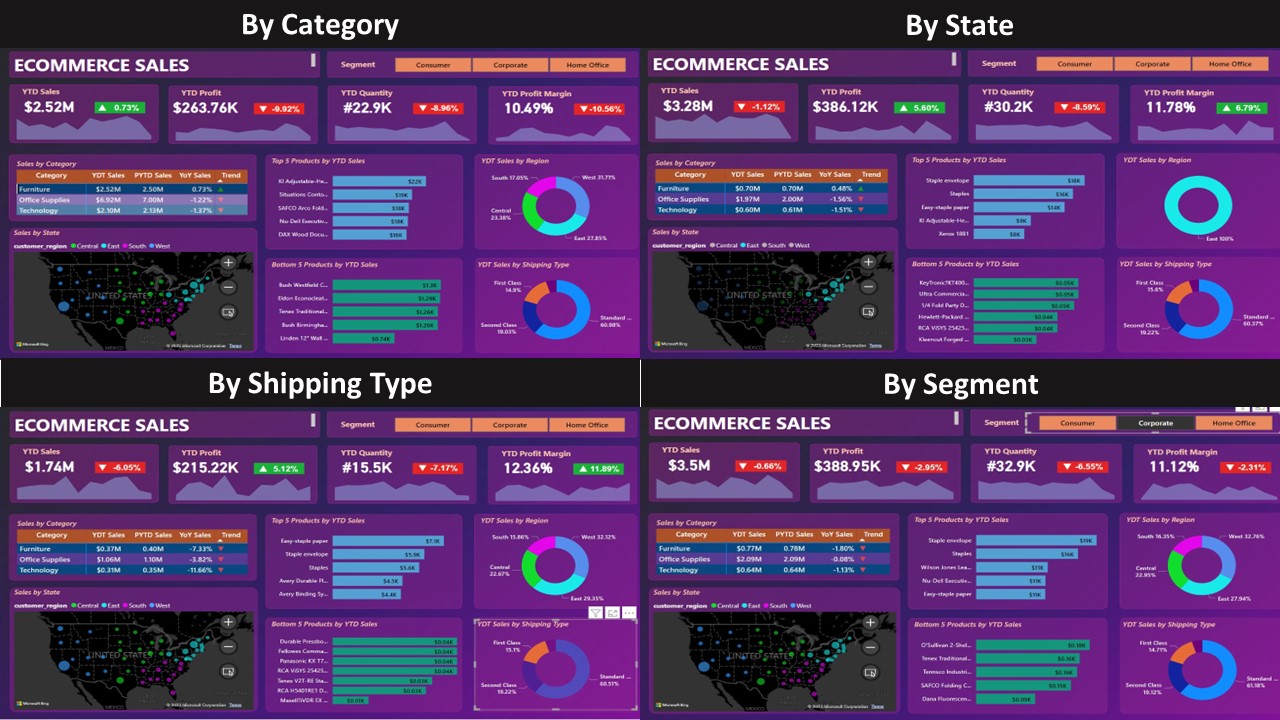 By Category
ECOMMERCE SALES
Segment
Consumer Corporate Home Office
YTD Sales
$2.52M ▲ 0.73%
YTD Profit
$263.76K ▼ -9.92%
YTD Quantity
#22.9K ▼ -8.96%
YTD Profit Margin
10.49% ▼ -10.56%
Sales by Category
Category YDT Sales PYTD Sales YoY Sales Trend
Furniture $2.52M 2.50M 0.73%
Office Supplies $6.92M 7.00M -1.22%
Technology $2.10M 2.13M -1.37%
Top 5 Products by YTD Sales
KI Adjustable-He... $22K
Situations Conto... $19K
SAFCO Arco Fold... $18K
Nu-Dell Executiv... $18K
DAX Wood Docu...
YDT Sales by Region
South 17.05% West 31.71%
Central 23.38%
East 27.85%
Sales by State
customer_region Central East South West
UNITED STATES
MEXICO
Microsoft Bing
© 2023 Microsoft Corporation Terms
Bottom 5 Products by YTD Sales
Bush Westfield C... $1.3K
Eldon Econocleat...
Tenex Traditional...
Bush Birmingha...
Linden 12" Wall ... $0.74K
YDT Sales by Shipping Type
First Class 14.9%
Second Class 19.03%
Standard ... 60.98%
By State
ECOMMERCE SALES
Segment
Consumer Corporate Home Office
YTD Sales
$3.28M ▼ -1.12%
YTD Profit
$386.12K ▲ 5.60%
YTD Quantity
#30.2K ▼ -8.59%
YTD Profit Margin
11.78% ▲ 6.79%
Sales by Category
Category YDT Sales PYTD Sales YoY Sales Trend
Furniture $0.70M 0.70M 0.48%
Office Supplies $1.97M 2.00M -1.56%
Technology $0.60M 0.61M -1.51%
Top 5 Products by YTD Sales
Staple envelope $18K
Staples $16K
Easy-staple paper $14K
KI Adjustable-He... $9K
Xerox 1881 $8K
YDT Sales by Region
East 100%
Sales by State
customer_region Central East South West
UNITED STATES
MEXICO
Microsoft Bing
© 2023 Microsoft Corporation Terms
Bottom 5 Products by YTD Sales
KeyTronic?KT400... $0.05K
Ultra Commercia... $0.05K
1/4 Fold Party D... $0.05K
Hewlett-Packard ... $0.04K
RCA ViSYS 25425... $0.04K
Kleencut Forged ... $0.03K
YDT Sales by Shipping Type
First Class 15.6%
Second Class 19.22%
Standard ... 60.37%
By Shipping Type
ECOMMERCE SALES
Segment
Consumer Corporate Home Office
YTD Sales
$1.74M ▼ -6.05%
YTD Profit
$215.22K ▲ 5.12%
YTD Quantity
#15.5K ▼ -7.17%
YTD Profit Margin
12.36% ▲ 11.89%
Sales by Category
Category YDT Sales PYTD Sales YoY Sales Trend
Furniture $0.37M 0.40M -7.33%
Office Supplies $1.06M 1.10M -3.82%
Technology $0.31M 0.35M -11.66%
Top 5 Products by YTD Sales
Easy-staple paper $7.1K
Staple envelope $5.9K
Staples $5.6K
Avery Durable Pl... $4.5K
Avery Binding Sy... $4.4K
YDT Sales by Region
South 15.86% West 32.12%
Central 22.67%
East 29.35%
Sales by State
customer_region Central East South West
UNITED STATES
MEXICO
Microsoft Bing
© 2023 Microsoft Corporation Terms
Bottom 5 Products by YTD Sales
Durable Pressbo... $0.04K
Fellowes Comma... $0.04K
Panasonic KX T7... $0.04K
RCA ViSYS 25425... $0.04K
Tenex V2T-RE Sta... $0.03K
RCA H5401RE1 D... $0.03K
$0.01K
YDT Sales by Shipping Type
First Class 15.1%
Second Class 19.22%
Standard ... 60.51%
By Segment
ECOMMERCE SALES
Segment
Consumer Corporate Home Office
YTD Sales
$3.5M ▼ -0.66%
YTD Profit
$388.95K ▼ -2.95%
YTD Quantity
#32.9K ▼ -6.55%
YTD Profit Margin
11.12% ▼ -2.31%
Sales by Category
Category YDT Sales PYTD Sales YoY Sales Trend
Furniture $0.77M 0.78M -1.80%
Office Supplies $2.09M 2.09M -0.08%
Technology $0.64M 0.64M -1.13%
Top 5 Products by YTD Sales
Staple envelope $19K
Staples $16K
Wilson Jones Lea... $11K
Nu-Dell Executiv... $11K
Easy-staple paper $11K
YDT Sales by Region
South 16.35% West 32.76%
Central 22.95%
East 27.94%
Sales by State
customer_region Central East South West
UNITED STATES
MEXICO
Microsoft Bing
© 2023 Microsoft Corporation Terms
Bottom 5 Products by YTD Sales
O'Sullivan 2-Shel...
Tenex Traditional...
Tennsco Industri...
SAFCO Folding C...
Dana Fluorescen...
YDT Sales by Shipping Type
First Class 14.71%
Second Class 19.12%
Standard ... 61.18%